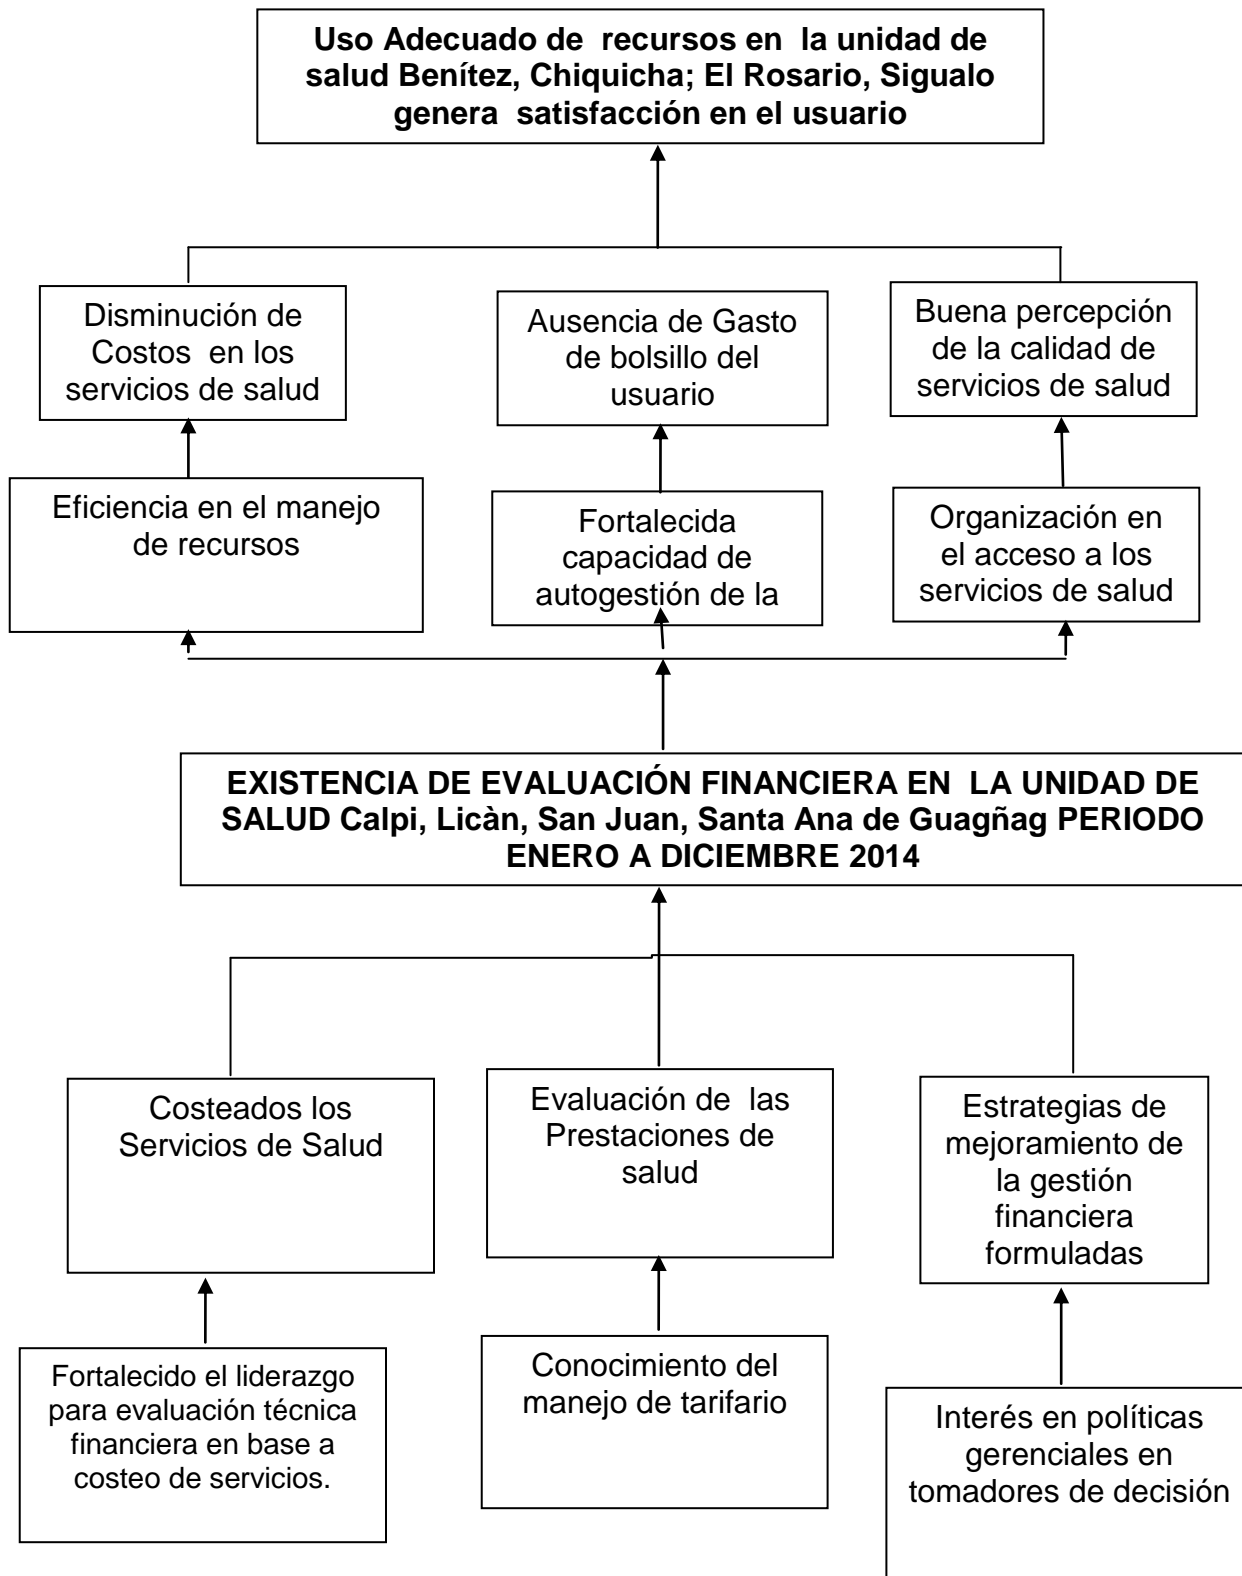 Uso Adecuado de recursos en la unidad de
salud Benítez, Chiquicha; El Rosario, Sigualo
genera satisfacción en el usuario
Disminución de
Costos en los
servicios de salud
Ausencia de Gasto
de bolsillo del
usuario
Buena percepción
de la calidad de
servicios de salud
Eficiencia en el manejo
de recursos
Fortalecida
capacidad de
autogestión de la
Organización en
el acceso a los
servicios de salud
EXISTENCIA DE EVALUACIÓN FINANCIERA EN LA UNIDAD DE
SALUD Calpi, Licàn, San Juan, Santa Ana de Guagñag PERIODO
ENERO A DICIEMBRE 2014
Costeados los
Servicios de Salud
Evaluación de las
Prestaciones de
salud
Estrategias de
mejoramiento de
la gestión
financiera
formuladas
Fortalecido el liderazgo
para evaluación técnica
financiera en base a
costeo de servicios.
Conocimiento del
manejo de tarifario
Interés en políticas
gerenciales en
tomadores de decisión